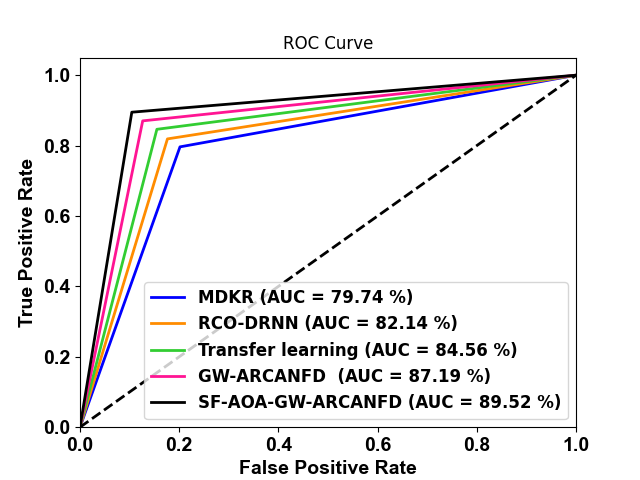 ROC Curve
True Positive Rate
1.0
0.8
0.6
0.4
0.2
0.0
MDKR (AUC = 79.74 %)
RCO-DRNN (AUC = 82.14 %)
Transfer learning (AUC = 84.56 %)
GW-ARCANFD  (AUC = 87.19 %)
SF-AOA-GW-ARCANFD (AUC = 89.52 %)
0.0 0.2 0.4 0.6 0.8 1.0
False Positive Rate